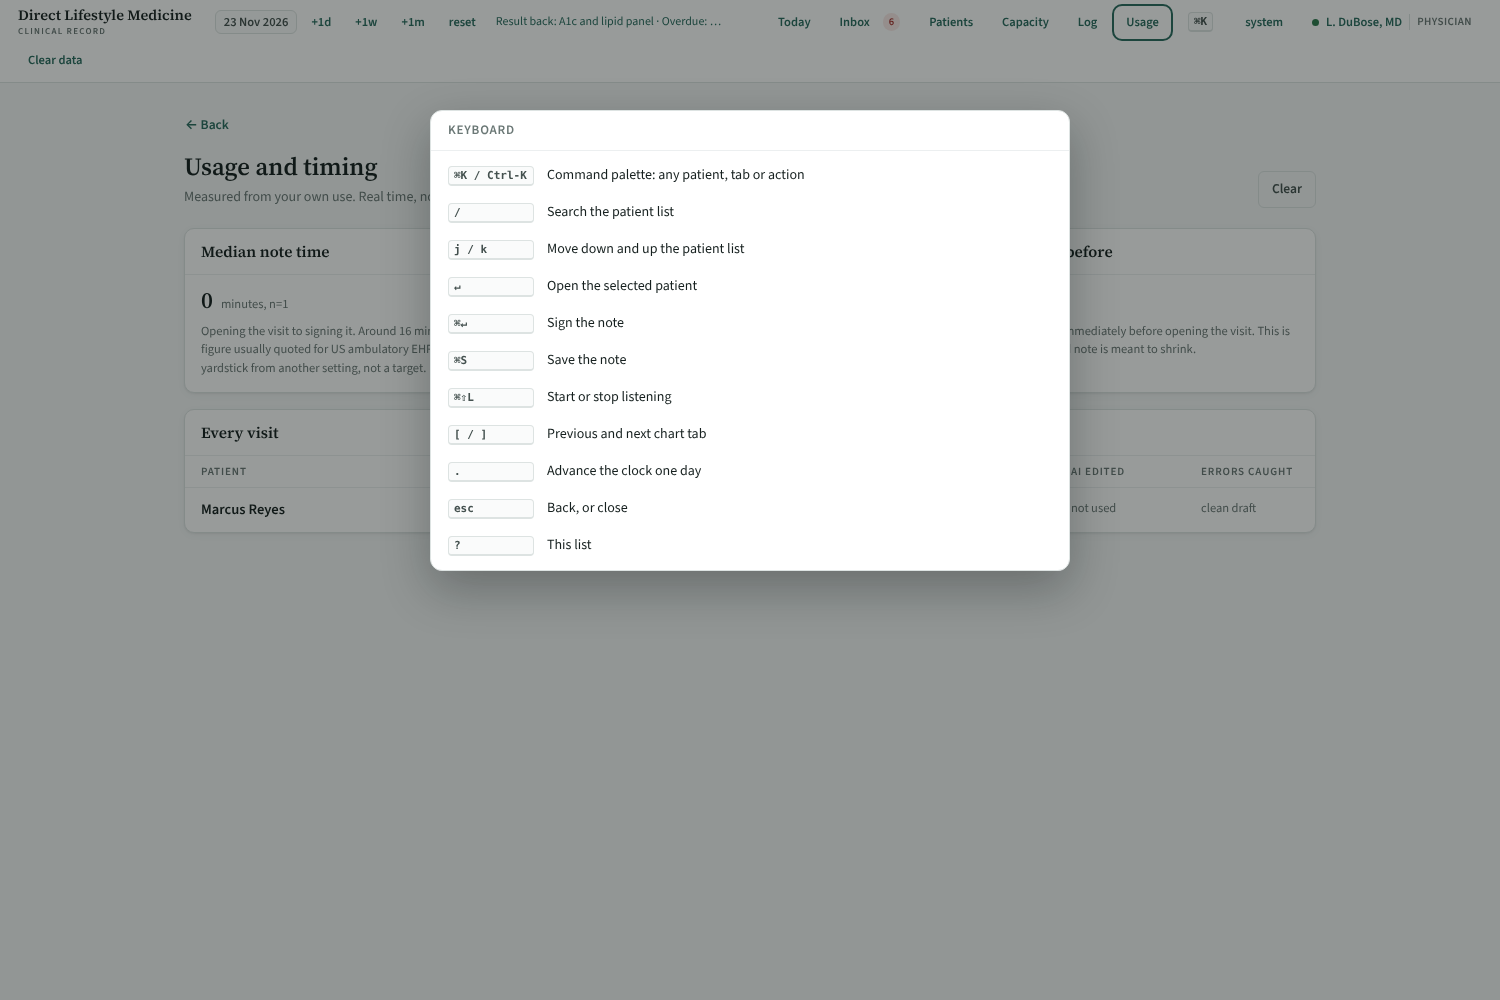 Direct Lifestyle Medicine
CLINICAL RECORD
23 Nov 2026 +1d +1w +1m reset Result back: A1c and lipid panel · Overdue: … Today Inbox 6 Patients Capacity Log Usage ⌘K system L. DuBose, MD PHYSICIAN
Clear data
← Back
Usage and timing
Measured from your own use. Real time, no
Clear
Median note time
before
0 minutes, n=1
Opening the visit to signing it. Around 16 min
figure usually quoted for US ambulatory EHR
yardstick from another setting, not a target.
mmediately before opening the visit. This is
note is meant to shrink.
Every visit
PATIENT AI EDITED ERRORS CAUGHT
Marcus Reyes not used clean draft
KEYBOARD
⌘K / Ctrl-K Command palette: any patient, tab or action
/ Search the patient list
j / k Move down and up the patient list
↵ Open the selected patient
⌘↵ Sign the note
⌘S Save the note
⌘⇧L Start or stop listening
[ / ] Previous and next chart tab
. Advance the clock one day
esc Back, or close
? This list